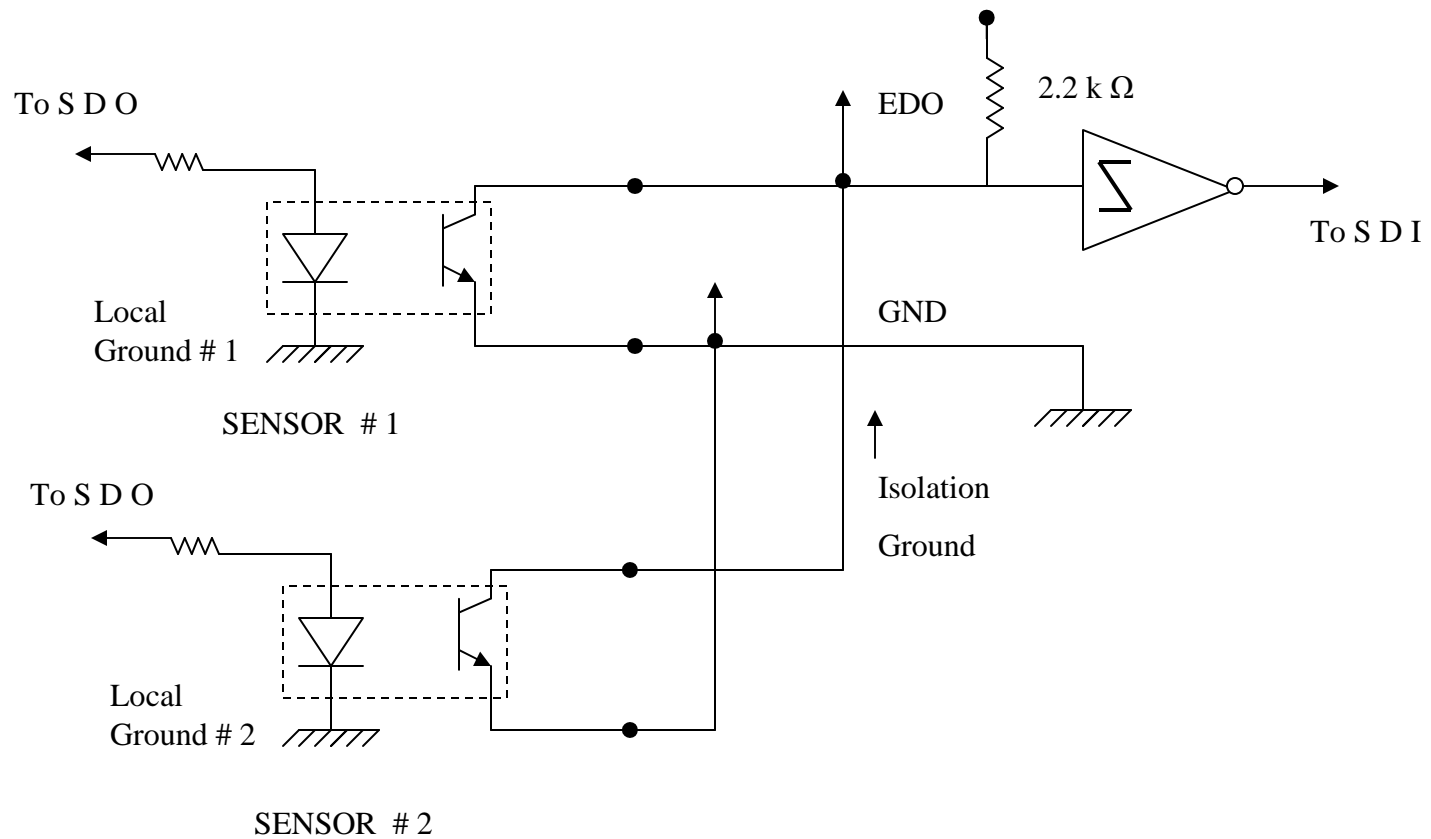 To S D O
EDO
2.2 k Ω
To S D I
Local
Ground # 1
GND
SENSOR # 1
Isolation
Ground
To S D O
Local
Ground # 2
SENSOR # 2